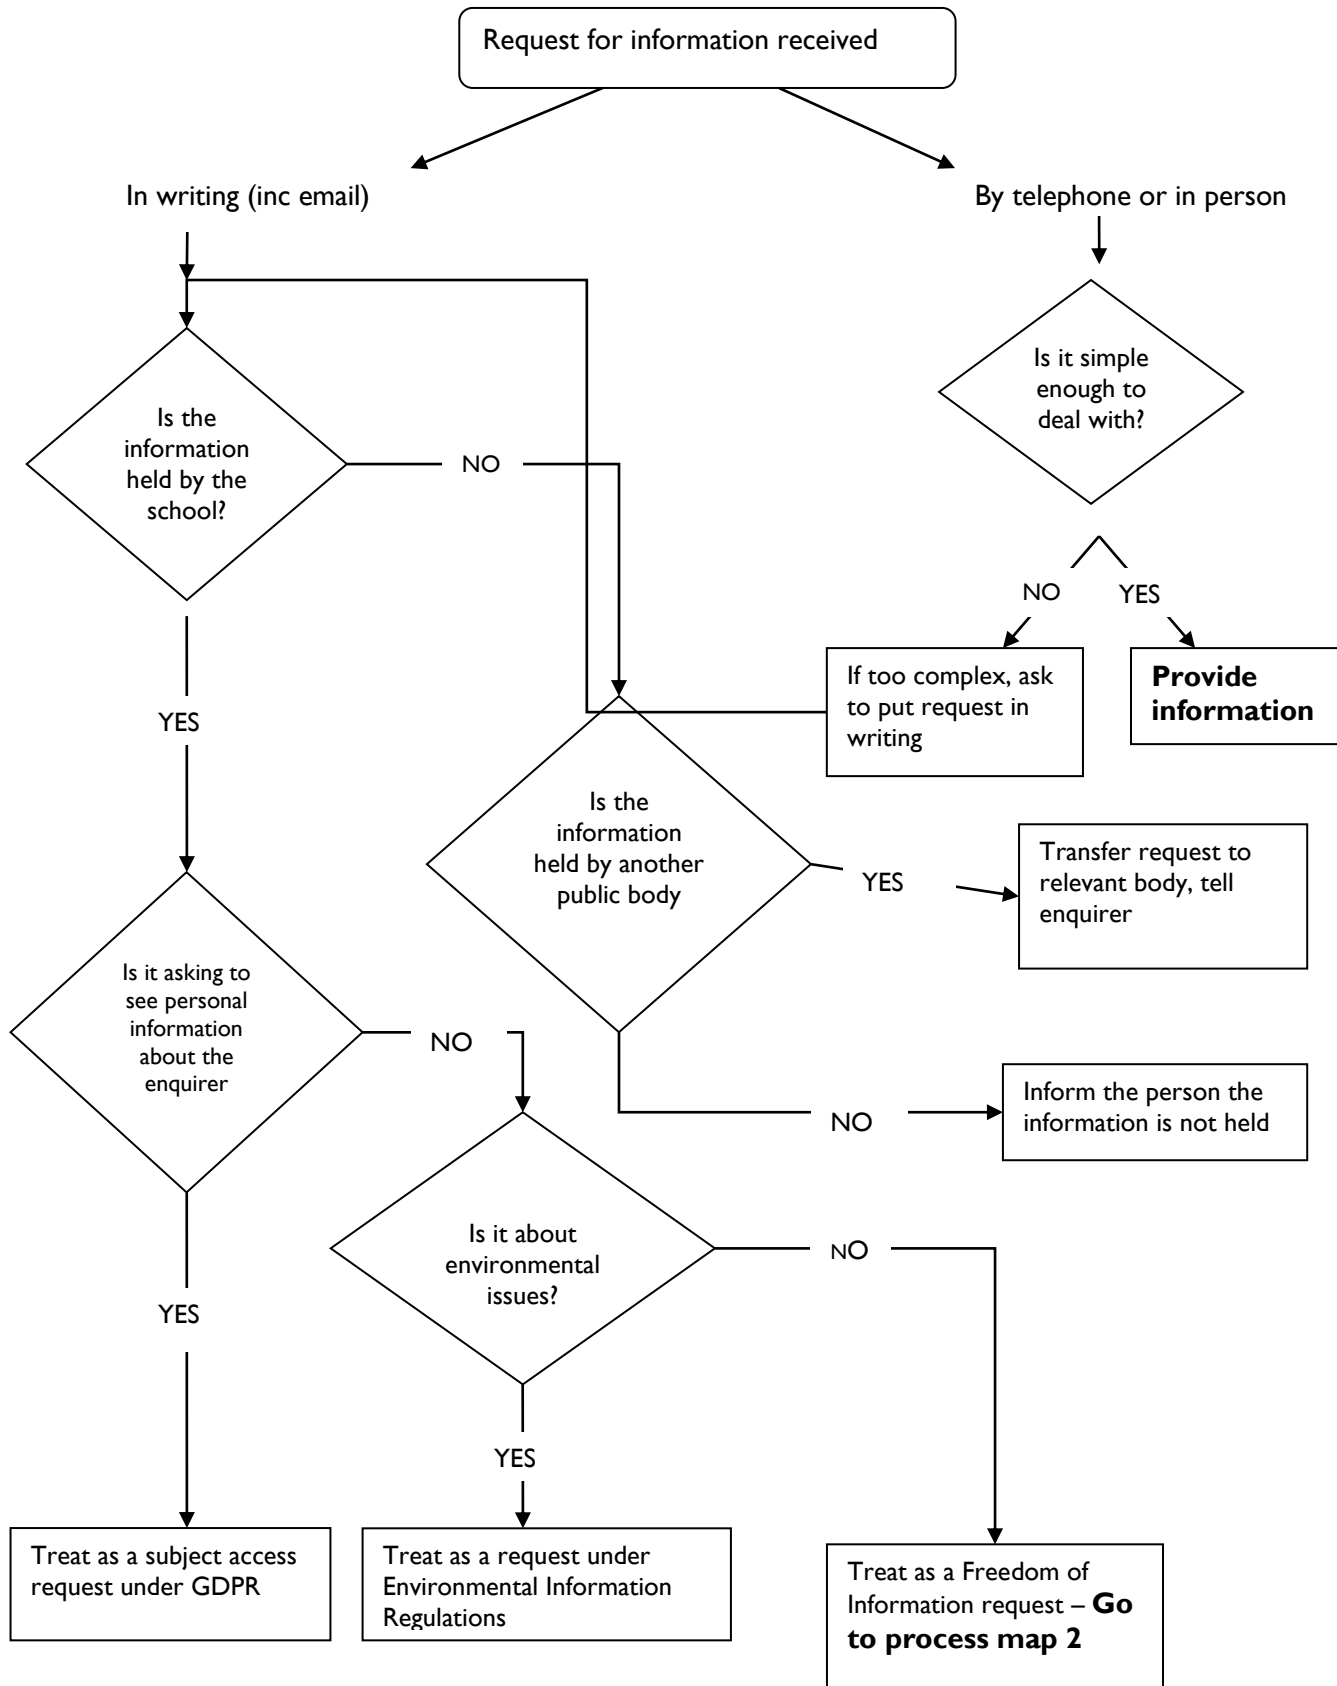 Request for information received
In writing (inc email)
By telephone or in person
Is it simple
enough to
deal with?
Is the
information
held by the
school?
NO
NO
YES
If too complex, ask
to put request in
writing
Provide
information
YES
Is the
information
held by another
public body
YES
Transfer request to
relevant body, tell
enquirer
Is it asking to
see personal
information
about the
enquirer
NO
Inform the person the
information is not held
NO
Is it about
environmental
issues?
NO
YES
YES
Treat as a subject access
request under GDPR
Treat as a request under
Environmental Information
Regulations
Treat as a Freedom of
Information request – Go
to process map 2